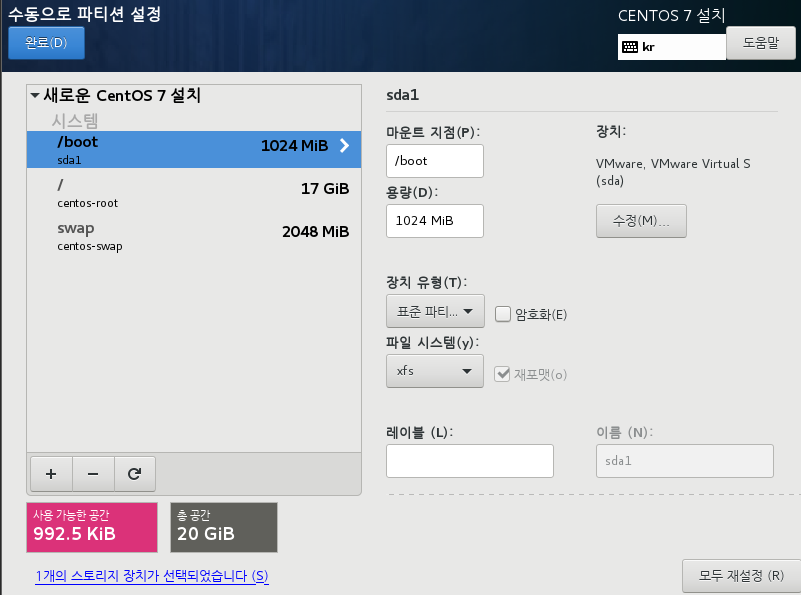 수동으로 파티션 설정
완료(D)
CENTOS 7 설치
kr
도움말
새로운 CentOS 7 설치
시스템
/boot
1024 MiB
sda1
/
17 GiB
centos-root
swap
2048 MiB
centos-swap
+
−
사용 가능한 공간
992.5 KiB
총 공간
20 GiB
1개의 스토리지 장치가 선택되었습니다 (S)
sda1
마운트 지점(P):
/boot
용량(D):
1024 MiB
장치:
VMware, VMware Virtual S
(sda)
수정(M)...
장치 유형(T):
표준 파티...
암호화(E)
파일 시스템(y):
xfs
재포맷(o)
레이블 (L):
이름 (N):
sda1
모두 재설정 (R)